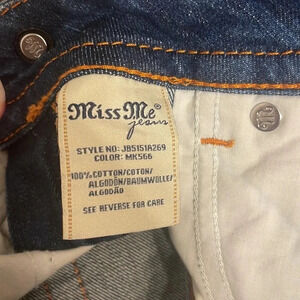 Miss Me
jeans
STYLE NO: JB5151A269
COLOR: MK566
100% COTTON/COTON/
ALGODÓN/BAUMWOLLE/
ALGODÃO
SEE REVERSE FOR CARE